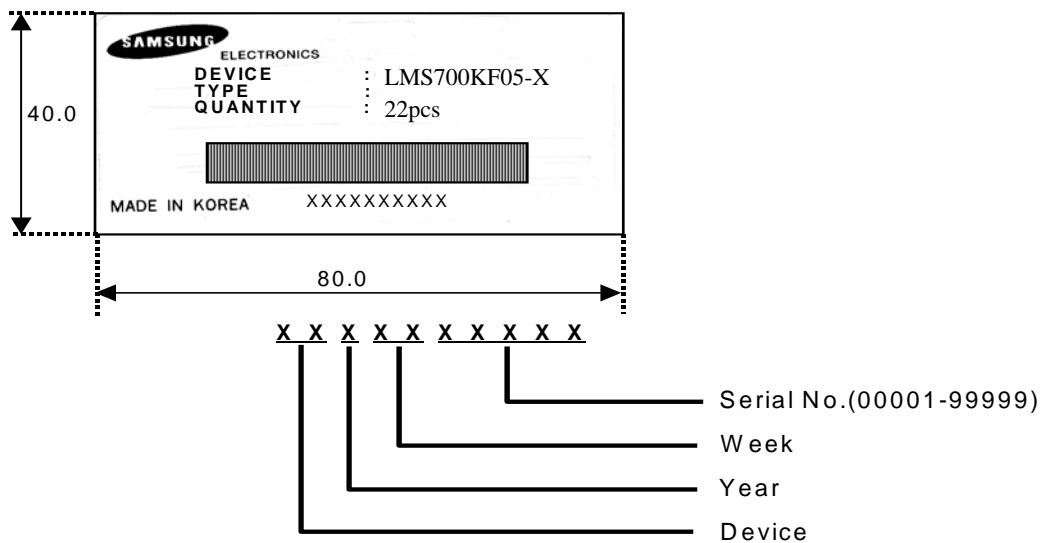 SAMSUNG
ELECTRONICS
DEVICE : LMS700KF05-X
TYPE :
QUANTITY : 22pcs
40.0
MADE IN KOREA XXXXXXXXXX
80.0
X X X X X X X X X X
Serial No.(00001-99999)
Week
Year
Device